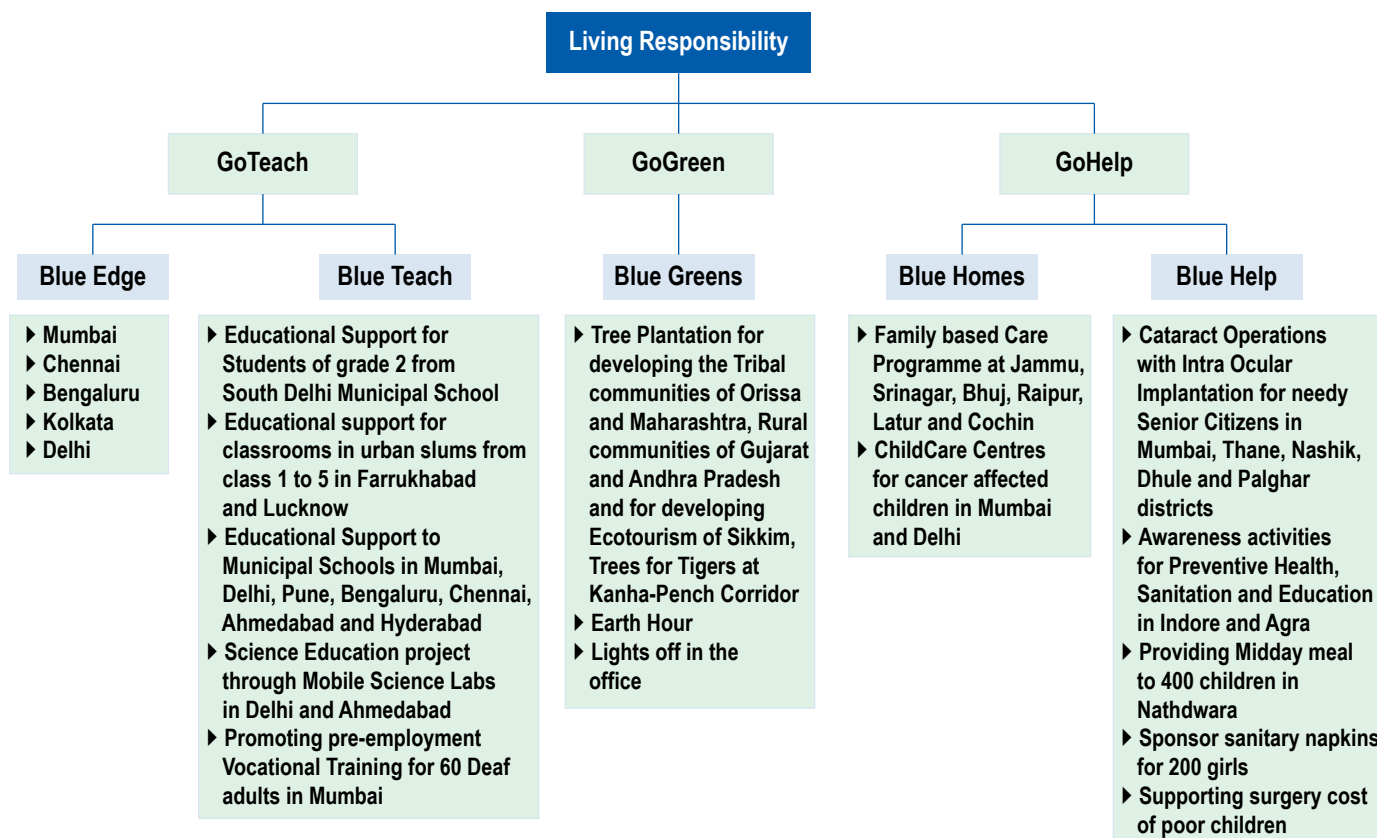 Living Responsibility
GoTeach
GoGreen
GoHelp
Blue Edge
Mumbai
Chennai
Bengaluru
Kolkata
Delhi
Blue Teach
Educational Support for
Students of grade 2 from
South Delhi Municipal School
Educational support for
classrooms in urban slums from
class 1 to 5 in Farrukhabad
and Lucknow
Educational Support to
Municipal Schools in Mumbai,
Delhi, Pune, Bengaluru, Chennai,
Ahmedabad and Hyderabad
Science Education project
through Mobile Science Labs
in Delhi and Ahmedabad
Promoting pre-employment
Vocational Training for 60 Deaf
adults in Mumbai
Blue Greens
Tree Plantation for
developing the Tribal
communities of Orissa
and Maharashtra, Rural
communities of Gujarat
and Andhra Pradesh
and for developing
Ecotourism of Sikkim,
Trees for Tigers at
Kanha-Pench Corridor
Earth Hour
Lights off in the
office
Blue Homes
Family based Care
Programme at Jammu,
Srinagar, Bhuj, Raipur,
Latur and Cochin
ChildCare Centres
for cancer affected
children in Mumbai
and Delhi
Blue Help
Cataract Operations
with Intra Ocular
Implantation for needy
Senior Citizens in
Mumbai, Thane, Nashik,
Dhule and Palghar
districts
Awareness activities
for Preventive Health,
Sanitation and Education
in Indore and Agra
Providing Midday meal
to 400 children in
Nathdwara
Sponsor sanitary napkins
for 200 girls
Supporting surgery cost
of poor children